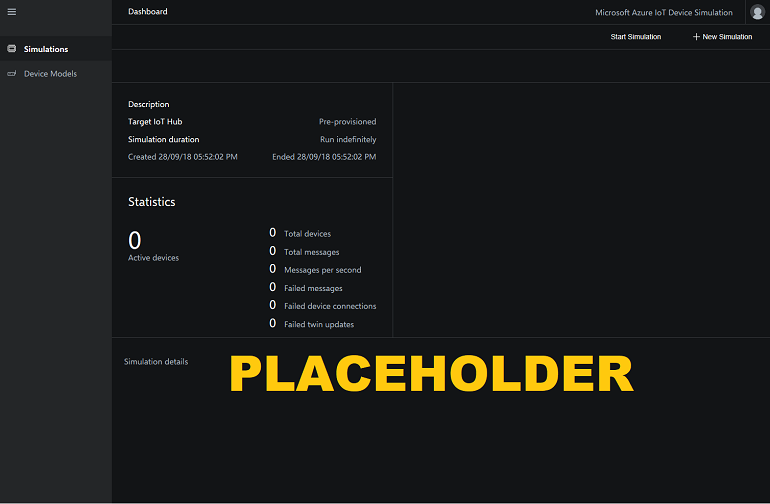 Dashboard
Microsoft Azure IoT Device Simulation
Start Simulation
+ New Simulation
Simulations
Device Models
Description
Target IoT Hub Pre-provisioned
Simulation duration Run indefinitely
Created 28/09/18 05:52:02 PM Ended 28/09/18 05:52:02 PM
Statistics
0
Active devices
0 Total devices
0 Total messages
0 Messages per second
0 Failed messages
0 Failed device connections
0 Failed twin updates
Simulation details
PLACEHOLDER